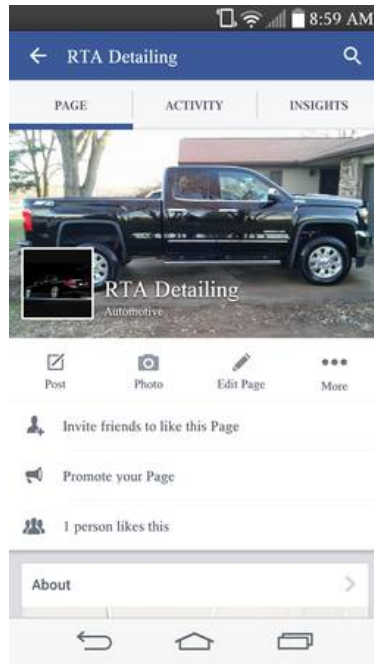 8:59 AM
RTA Detailing
PAGE ACTIVITY INSIGHTS
RTA Detailing
Automotive
Post Photo Edit Page More
Invite friends to like this Page
Promote your Page
1 person likes this
About